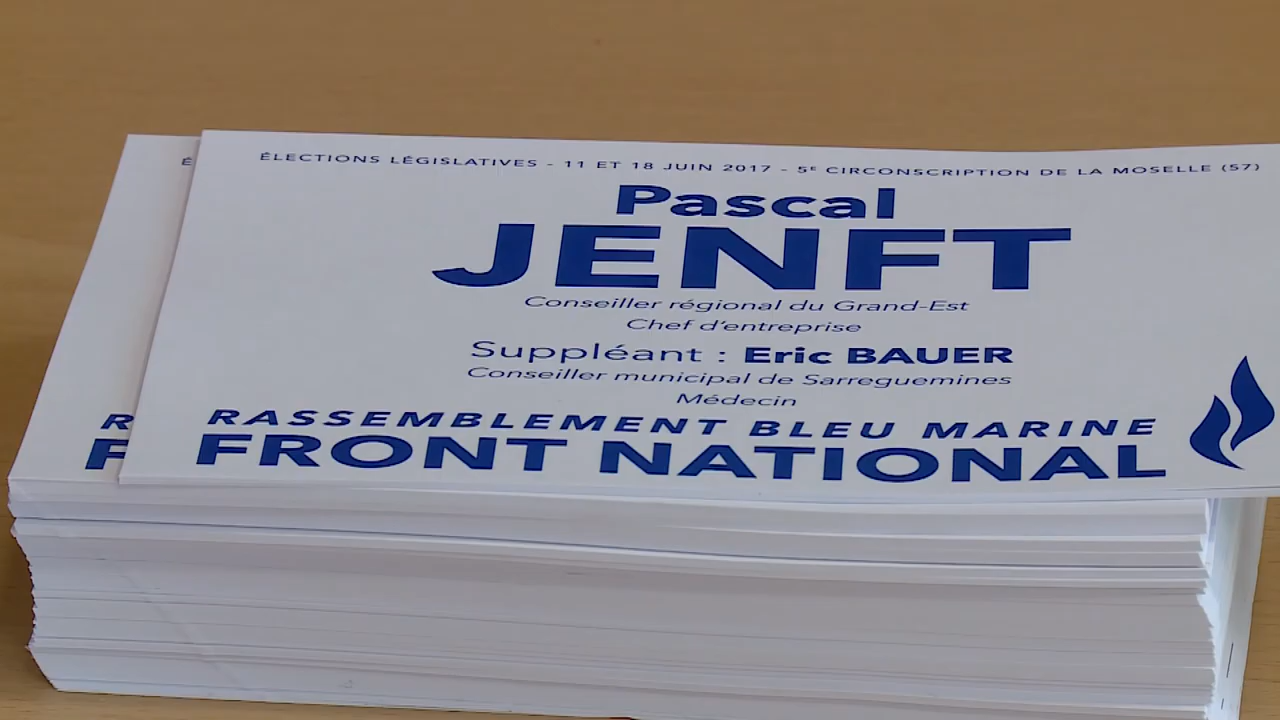 ÉLECTIONS LÉGISLATIVES - 11 ET 18 JUIN 2017 - 5ᴱ CIRCONSCRIPTION DE LA MOSELLE (57)
Pascal
JENFT
Conseiller régional du Grand-Est
Chef d'entreprise
Suppléant : Eric BAUER
Conseiller municipal de Sarreguemines
Médecin
RASSEMBLEMENT BLEU MARINE
FRONT NATIONAL
É
R
F